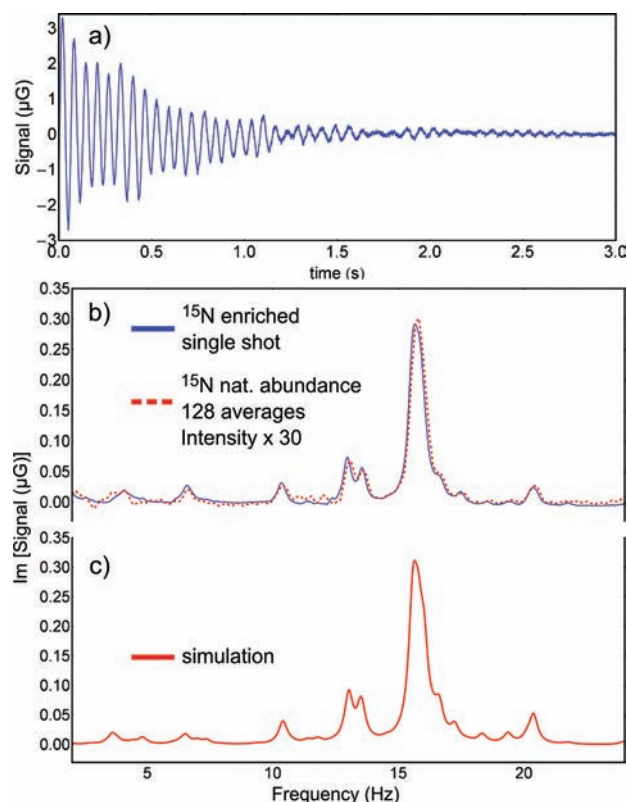 a)
Signal (µG)
3
2
1
0
−1
−2
−3
0.0 0.5 1.0 1.5 2.0 2.5 3.0
time (s)
b)
¹⁵N enriched
single shot
¹⁵N nat. abundance
128 averages
Intensity x 30
0.35
0.30
0.25
0.20
0.15
0.10
0.05
0.00
Im [Signal (µG)]
c)
simulation
0.30
0.25
0.20
0.15
0.10
0.05
0.00
5 10 15 20
Frequency (Hz)